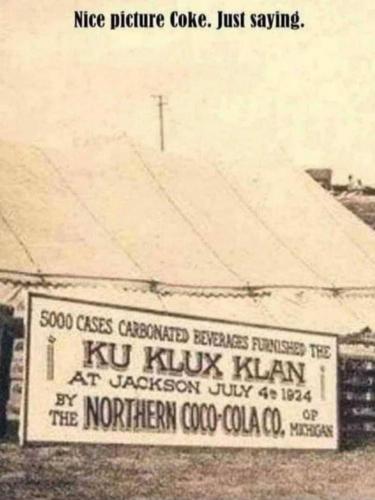 Nice picture Coke. Just saying.
5000 CASES CARBONATED BEVERAGES FURNISHED THE
KU KLUX KLAN
AT JACKSON JULY 4th 1924
BY THE NORTHERN COCO-COLA CO. OF MICHIGAN